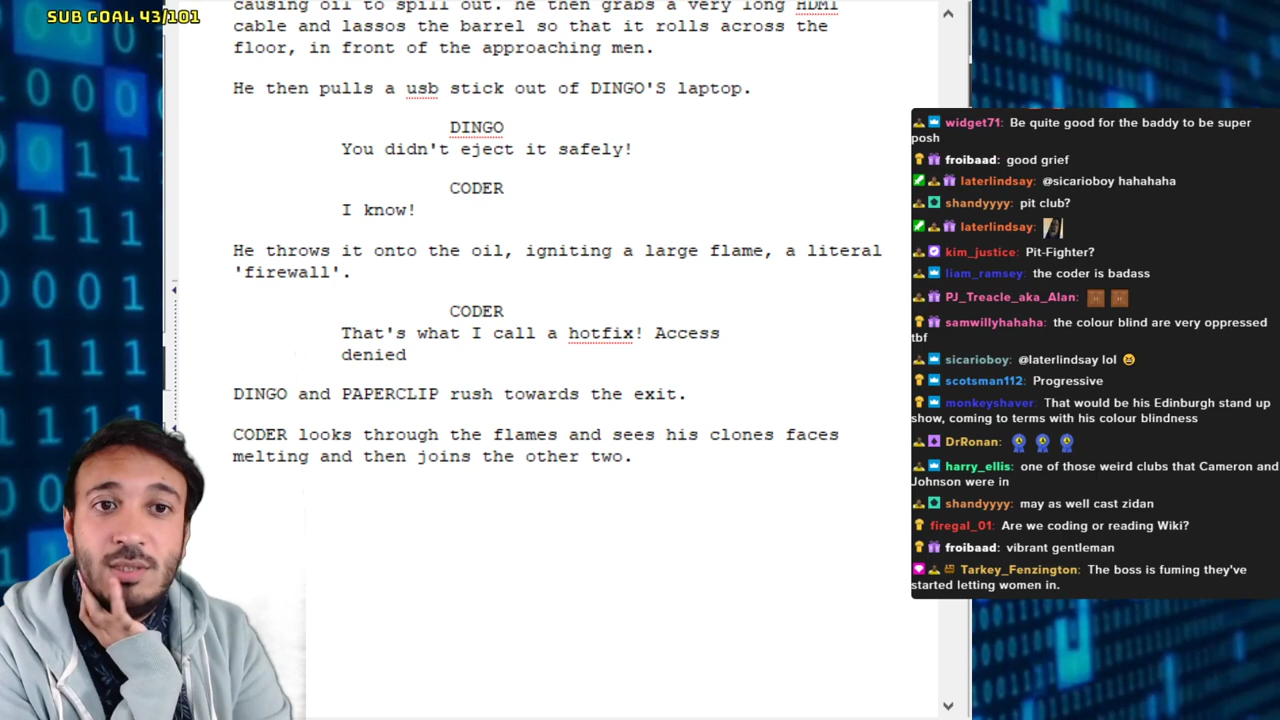 SUB GOAL 43/101
causing oil to spill out. He then grabs a very long HDMI
cable and lassos the barrel so that it rolls across the
floor, in front of the approaching men.
He then pulls a usb stick out of DINGO'S laptop.
DINGO
You didn't eject it safely!
CODER
I know!
He throws it onto the oil, igniting a large flame, a literal
'firewall'.
CODER
That's what I call a hotfix! Access
denied
DINGO and PAPERCLIP rush towards the exit.
CODER looks through the flames and sees his clones faces
melting and then joins the other two.
widget71: Be quite good for the baddy to be super
posh
froibaad: good grief
laterlindsay: @sicarioboy hahahaha
shandyyyy: pit club?
laterlindsay:
kim_justice: Pit-Fighter?
liam_ramsey: the coder is badass
PJ_Treacle_aka_Alan:
samwillyhahaha: the colour blind are very oppressed
tbf
sicarioboy: @laterlindsay lol
scotsman112: Progressive
monkeyshaver: That would be his Edinburgh stand up
show, coming to terms with his colour blindness
DrRonan:
harry_ellis: one of those weird clubs that Cameron and
Johnson were in
shandyyyy: may as well cast zidan
firegal_01: Are we coding or reading Wiki?
froibaad: vibrant gentleman
Tarkey_Fenzington: The boss is fuming they've
started letting women in.